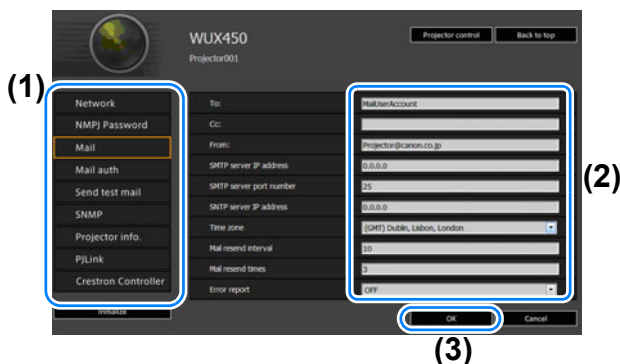 WUX450
Projector001
Projector control
Back to top
(1)
Network
NMPJ Password
Mail
Mail auth
Send test mail
SNMP
Projector info.
PJLink
Crestron Controller
Initialize
To: MailUserAccount
Cc:
From: Projector@canon.co.jp
SMTP server IP address 0.0.0.0
SMTP server port number 25
SNTP server IP address 0.0.0.0
Time zone (GMT) Dublin, Lisbon, London
Mail resend interval 10
Mail resend times 3
Error report OFF
(2)
OK
Cancel
(3)